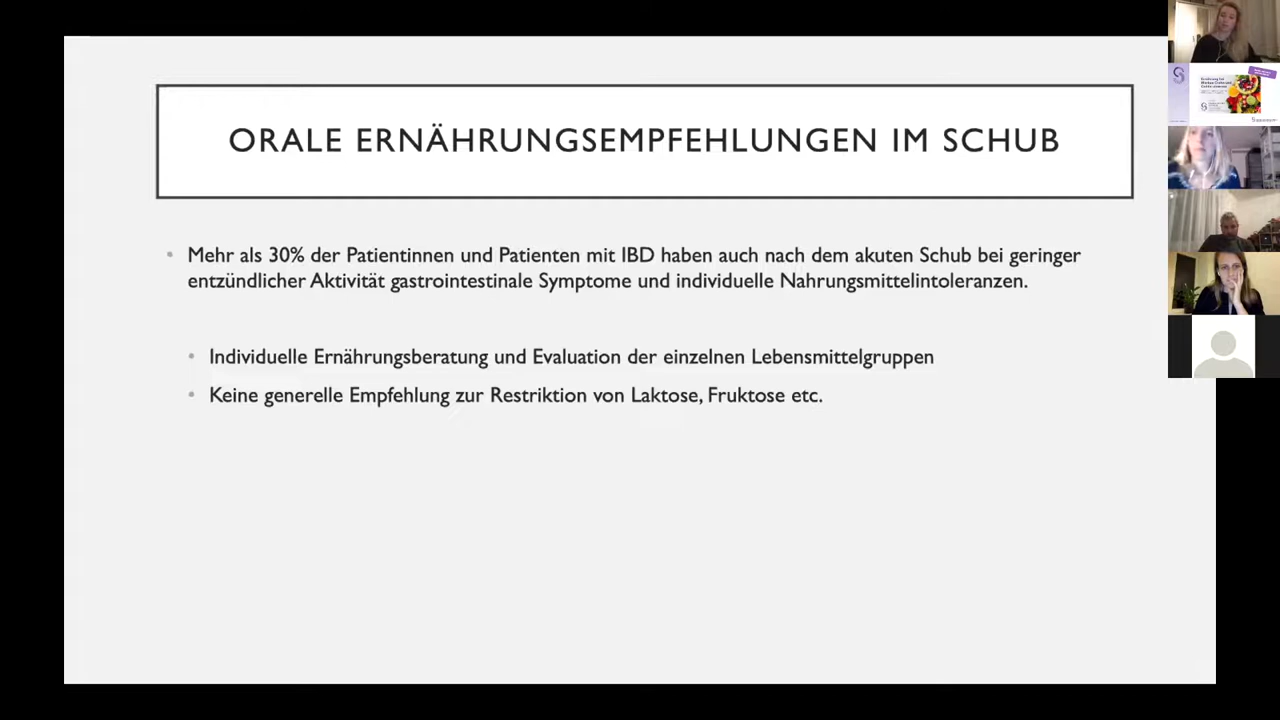 ORALE ERNÄHRUNGSEMPFEHLUNGEN IM SCHUB
• Mehr als 30% der Patientinnen und Patienten mit IBD haben auch nach dem akuten Schub bei geringer
entzündlicher Aktivität gastrointestinale Symptome und individuelle Nahrungsmittelintoleranzen.
• Individuelle Ernährungsberatung und Evaluation der einzelnen Lebensmittelgruppen
• Keine generelle Empfehlung zur Restriktion von Laktose, Fruktose etc.